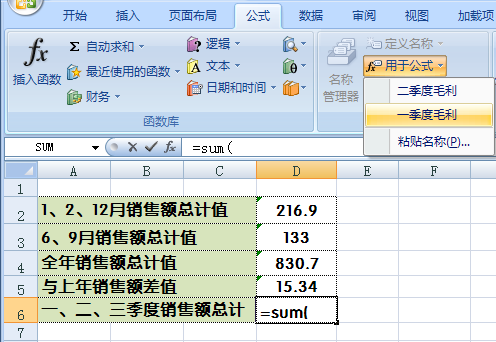 开始 插入 页面布局 公式 数据 审阅 视图 加载项
fx 插入函数
Σ 自动求和
最近使用的函数
财务
逻辑
A 文本
日期和时间
θ
函数库
名称
管理器
定义名称
fx 用于公式
二季度毛利
一季度毛利
粘贴名称(P)...
SUM fx =sum(
A B C D E F G
1
2 1、2、12月销售额总计值 216.9
3 6、9月销售额总计值 133
4 全年销售额总计值 830.7
5 与上年销售额差值 15.34
6 一、二、三季度销售额总计 =sum(
7